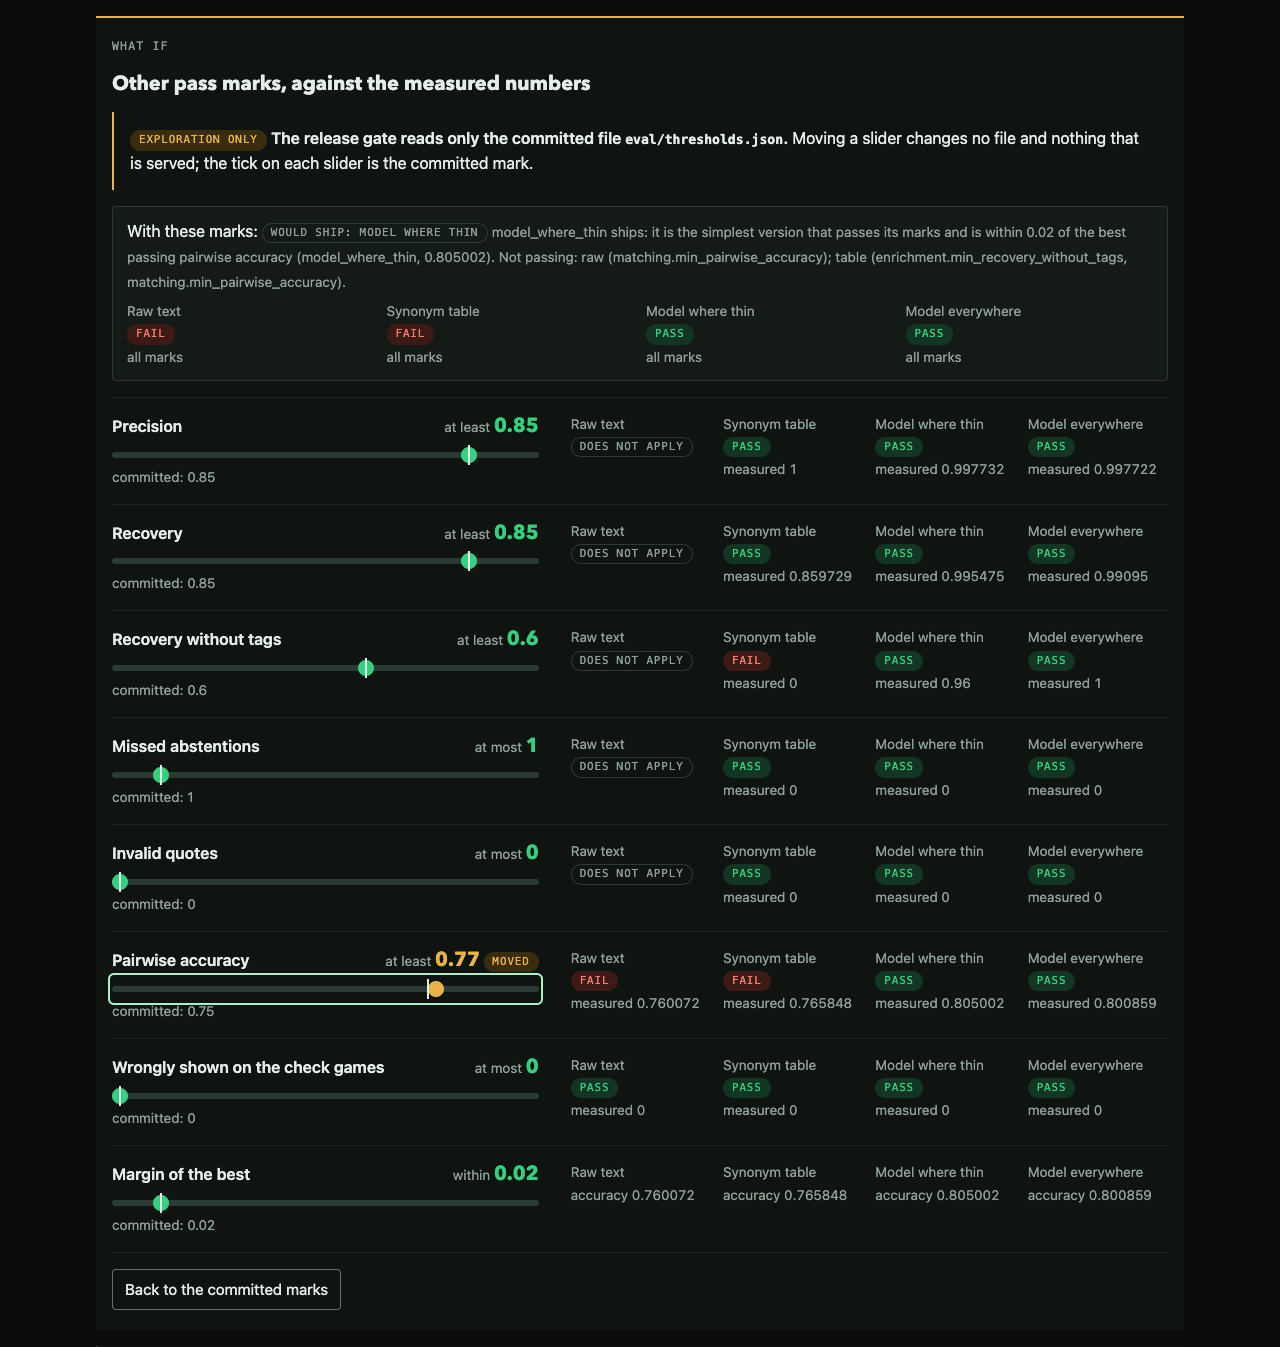 WHAT IF
Other pass marks, against the measured numbers
EXPLORATION ONLY The release gate reads only the committed file eval/thresholds.json. Moving a slider changes no file and nothing that
is served; the tick on each slider is the committed mark.
With these marks: WOULD SHIP: MODEL WHERE THIN model_where_thin ships: it is the simplest version that passes its marks and is within 0.02 of the best
passing pairwise accuracy (model_where_thin, 0.805002). Not passing: raw (matching.min_pairwise_accuracy); table (enrichment.min_recovery_without_tags,
matching.min_pairwise_accuracy).
Raw text Synonym table Model where thin Model everywhere
FAIL FAIL PASS PASS
all marks all marks all marks all marks
Precision at least 0.85 Raw text Synonym table Model where thin Model everywhere
DOES NOT APPLY PASS PASS PASS
committed: 0.85 measured 1 measured 0.997732 measured 0.997722
Recovery at least 0.85 Raw text Synonym table Model where thin Model everywhere
DOES NOT APPLY PASS PASS PASS
committed: 0.85 measured 0.859729 measured 0.995475 measured 0.99095
Recovery without tags at least 0.6 Raw text Synonym table Model where thin Model everywhere
DOES NOT APPLY FAIL PASS PASS
committed: 0.6 measured 0 measured 0.96 measured 1
Missed abstentions at most 1 Raw text Synonym table Model where thin Model everywhere
DOES NOT APPLY PASS PASS PASS
committed: 1 measured 0 measured 0 measured 0
Invalid quotes at most 0 Raw text Synonym table Model where thin Model everywhere
DOES NOT APPLY PASS PASS PASS
committed: 0 measured 0 measured 0 measured 0
Pairwise accuracy at least 0.77 MOVED Raw text Synonym table Model where thin Model everywhere
FAIL FAIL PASS PASS
committed: 0.75 measured 0.760072 measured 0.765848 measured 0.805002 measured 0.800859
Wrongly shown on the check games at most 0 Raw text Synonym table Model where thin Model everywhere
PASS PASS PASS PASS
committed: 0 measured 0 measured 0 measured 0 measured 0
Margin of the best within 0.02 Raw text Synonym table Model where thin Model everywhere
accuracy 0.760072 accuracy 0.765848 accuracy 0.805002 accuracy 0.800859
committed: 0.02
Back to the committed marks